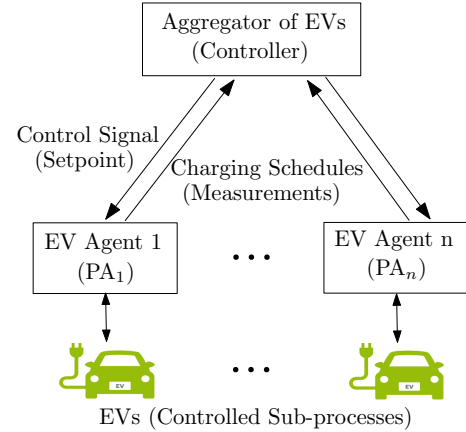 Aggregator of EVs
(Controller)
Control Signal
(Setpoint)
Charging Schedules
(Measurements)
EV Agent 1
(PA₁)
...
EV Agent n
(PAₙ)
EV
...
EV
EVs (Controlled Sub-processes)